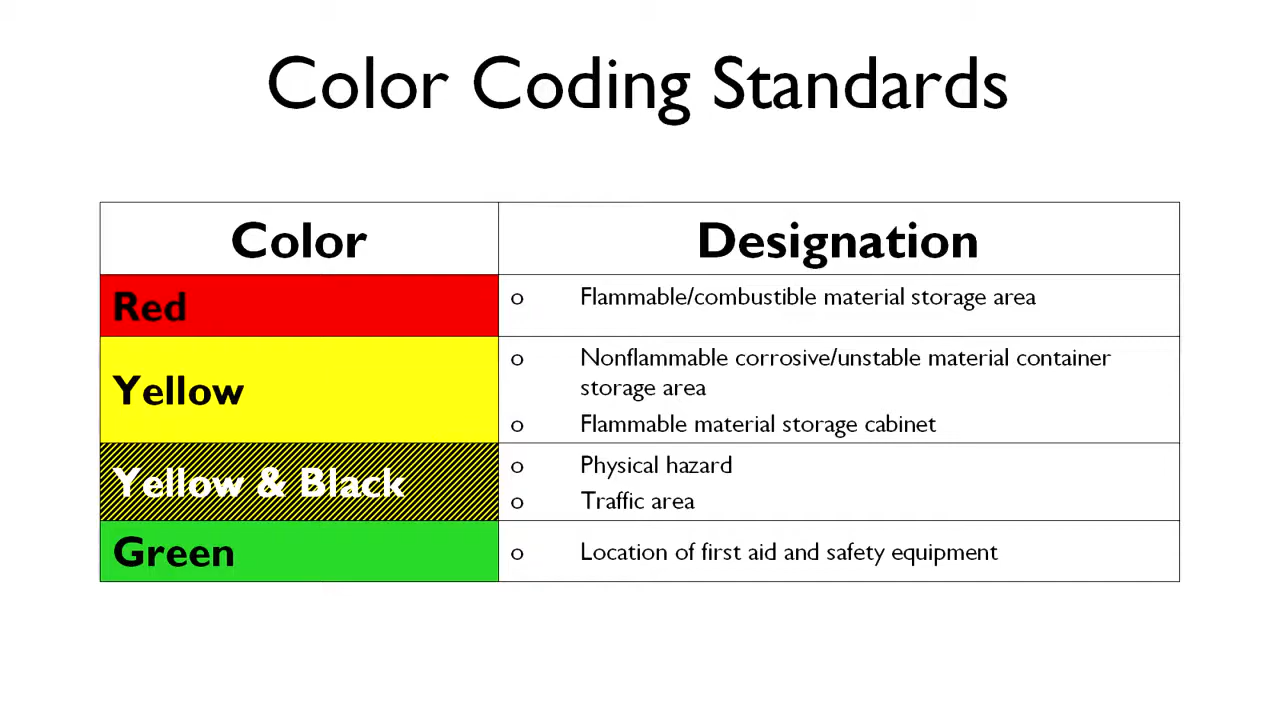 Color Coding Standards
Color
Designation
Red
o Flammable/combustible material storage area
Yellow
o Nonflammable corrosive/unstable material container
storage area
o Flammable material storage cabinet
Yellow & Black
o Physical hazard
o Traffic area
Green
o Location of first aid and safety equipment